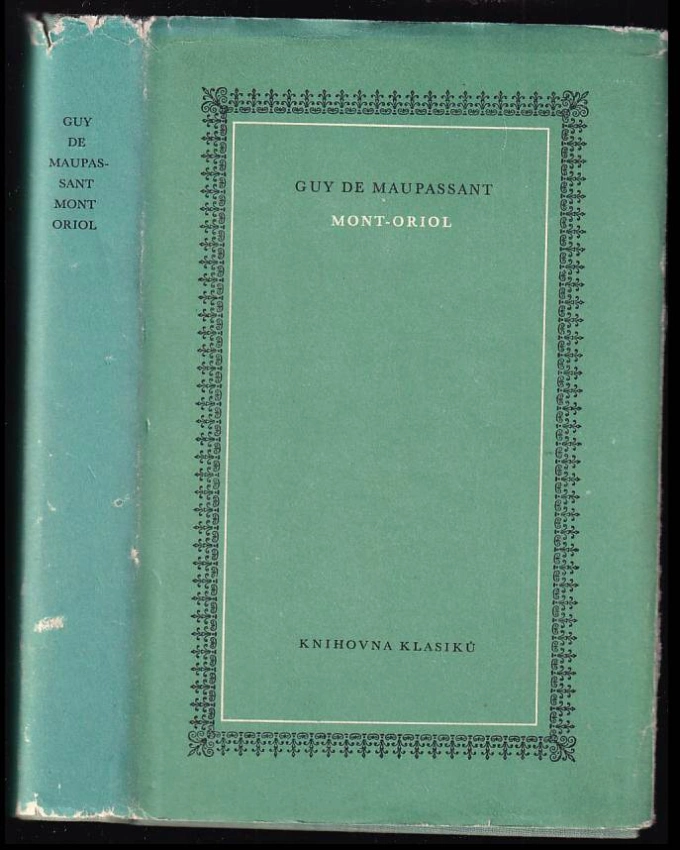 GUY
DE
MAUPAS-
SANT
MONT
ORIOL
GUY DE MAUPASSANT
MONT-ORIOL
KNIHOVNA KLASIKŮ